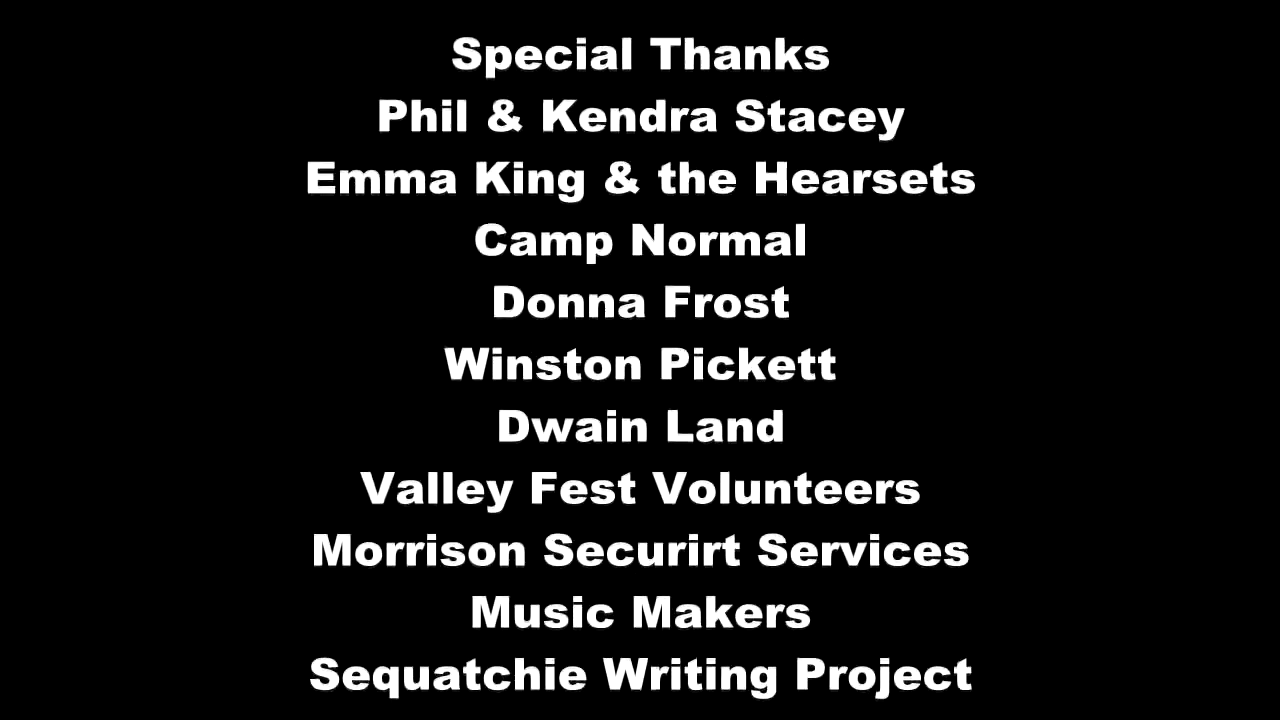 Special Thanks
Phil & Kendra Stacey
Emma King & the Hearsets
Camp Normal
Donna Frost
Winston Pickett
Dwain Land
Valley Fest Volunteers
Morrison Securirt Services
Music Makers
Sequatchie Writing Project